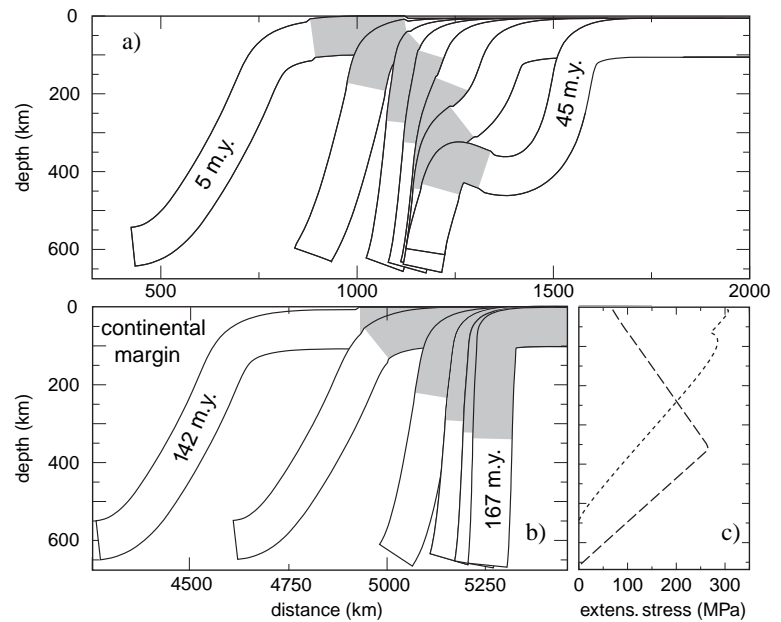 a)
0
200
400
600
depth (km)
5 m.y.
45 m.y.
500
1000
1500
2000
continental
margin
0
200
400
600
depth (km)
142 m.y.
167 m.y.
b)
c)
4500
4750
5000
5250
0
100
200
300
distance (km)
extens. stress (MPa)